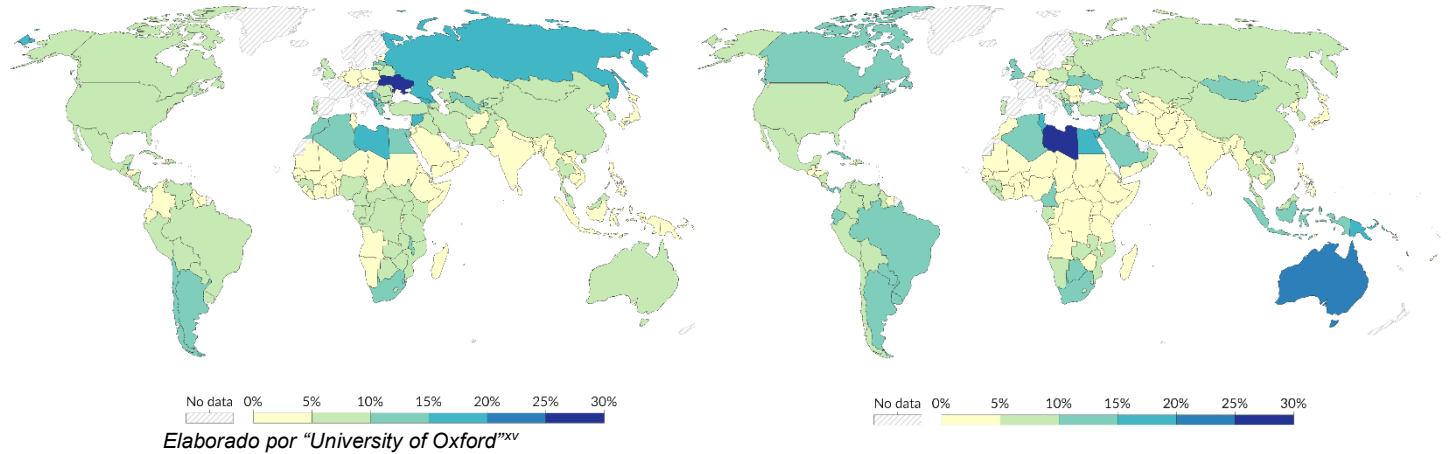 No data 0% 5% 10% 15% 20% 25% 30%
No data 0% 5% 10% 15% 20% 25% 30%
Elaborado por “University of Oxford”xv